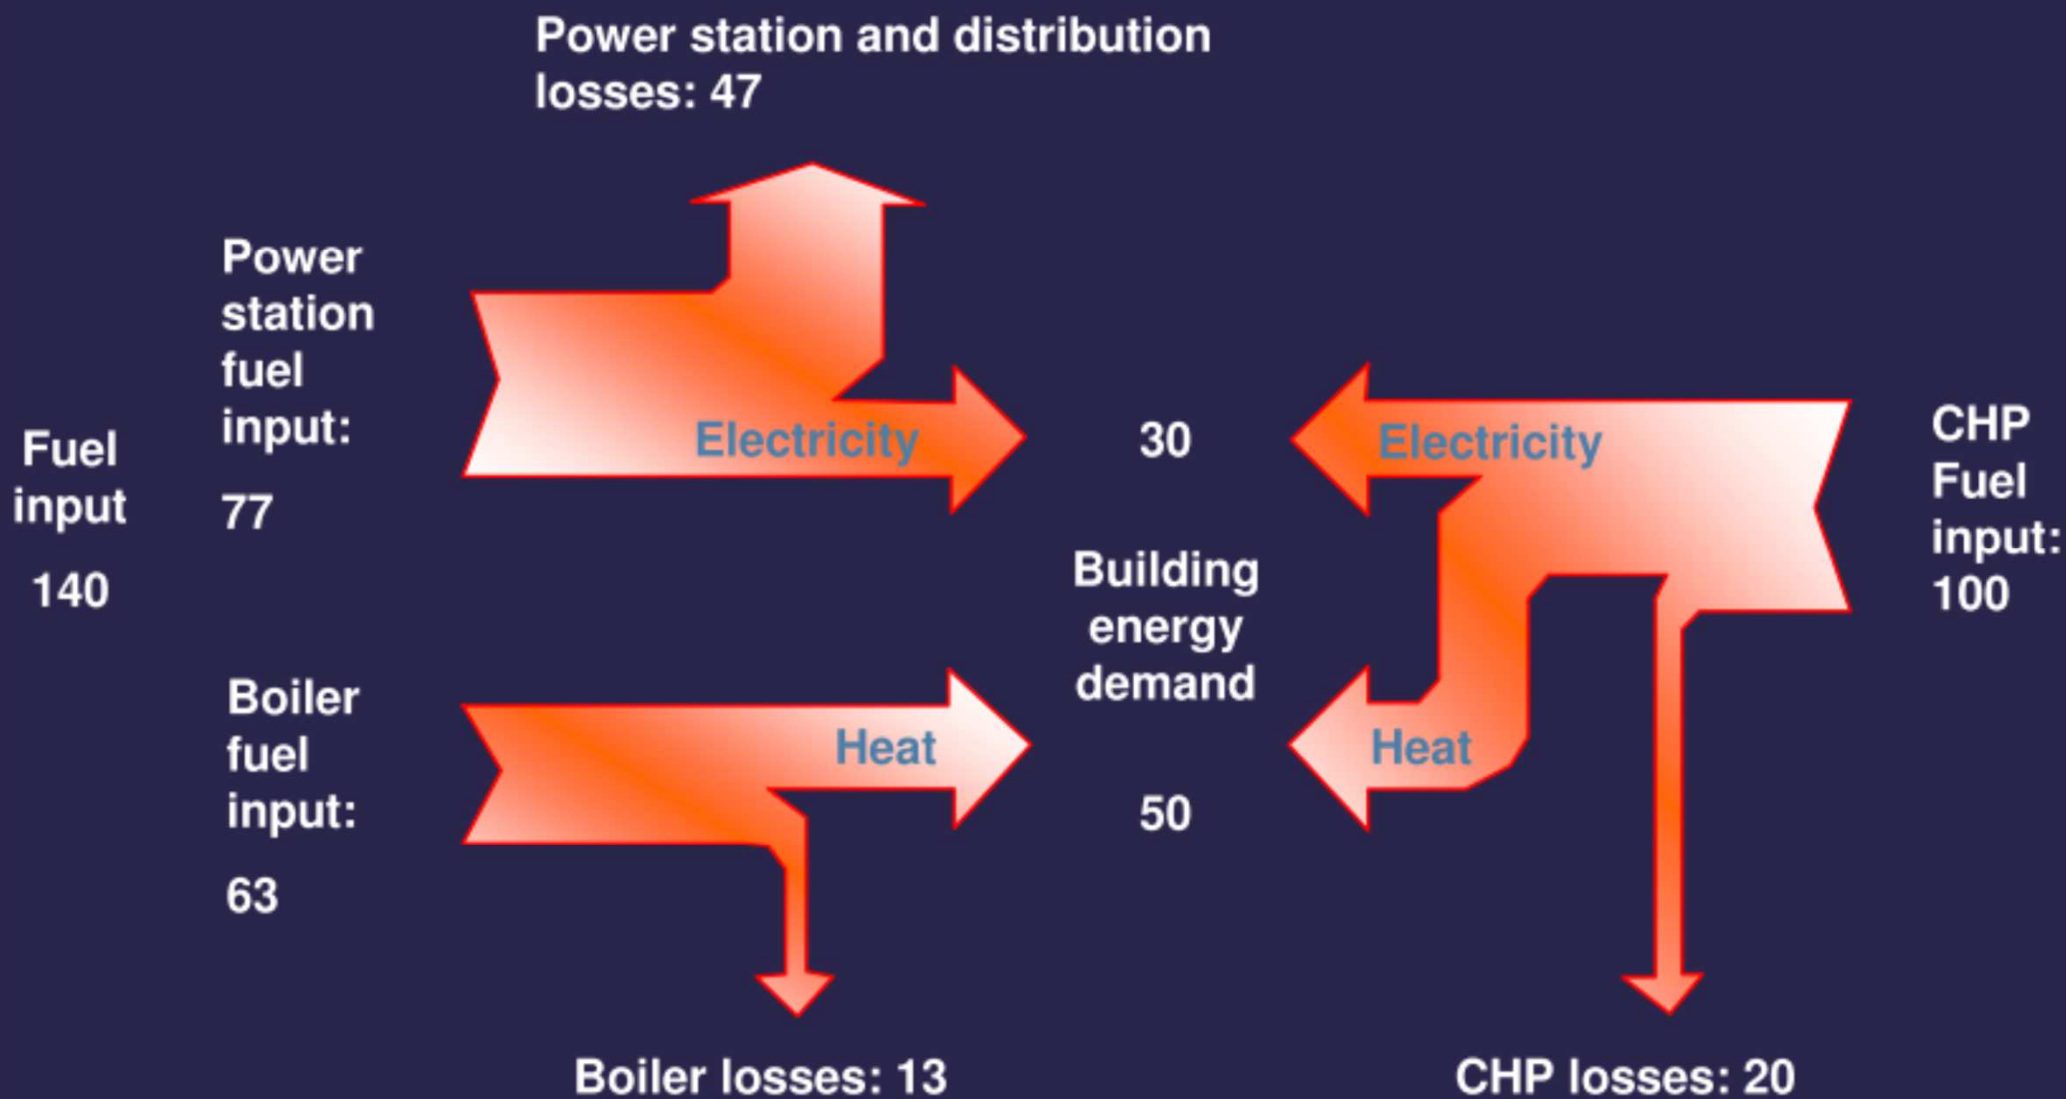 Power station and distribution
losses: 47
Power
station
fuel
input:
77
Fuel
input
140
Electricity
30
Electricity
CHP
Fuel
input:
100
Building
energy
demand
Boiler
fuel
input:
63
Heat
50
Heat
Boiler losses: 13
CHP losses: 20